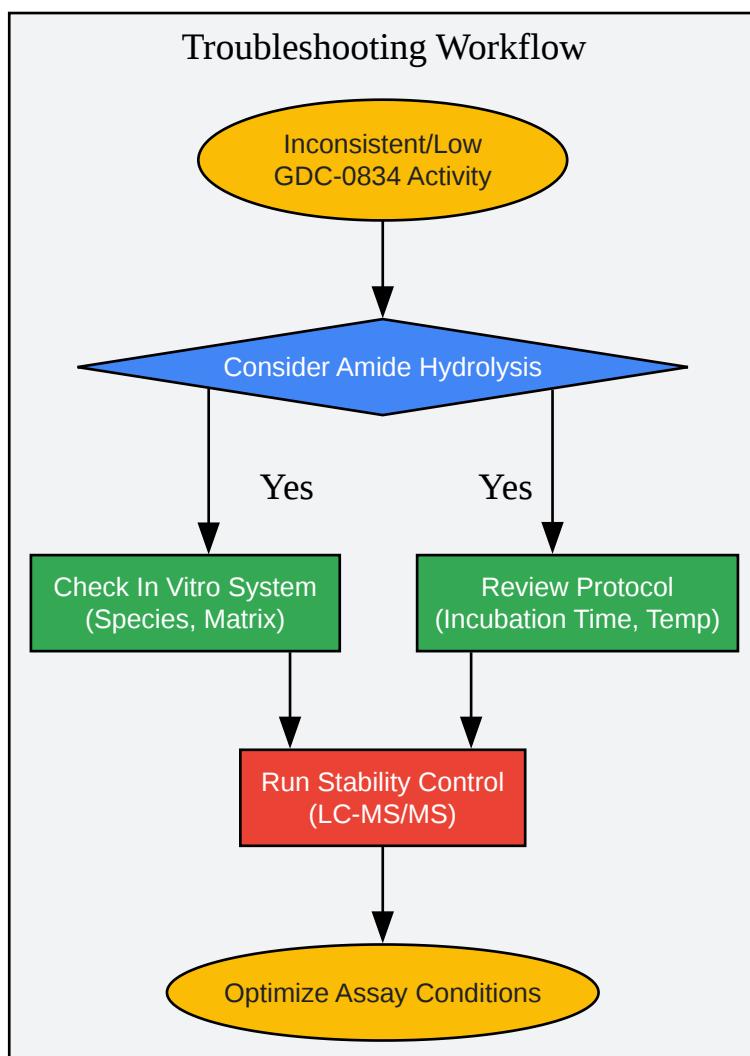 Troubleshooting Workflow
Inconsistent/Low
GDC-0834 Activity
Consider Amide Hydrolysis
Yes
Yes
Check In Vitro System
(Species, Matrix)
Review Protocol
(Incubation Time, Temp)
Run Stability Control
(LC-MS/MS)
Optimize Assay Conditions